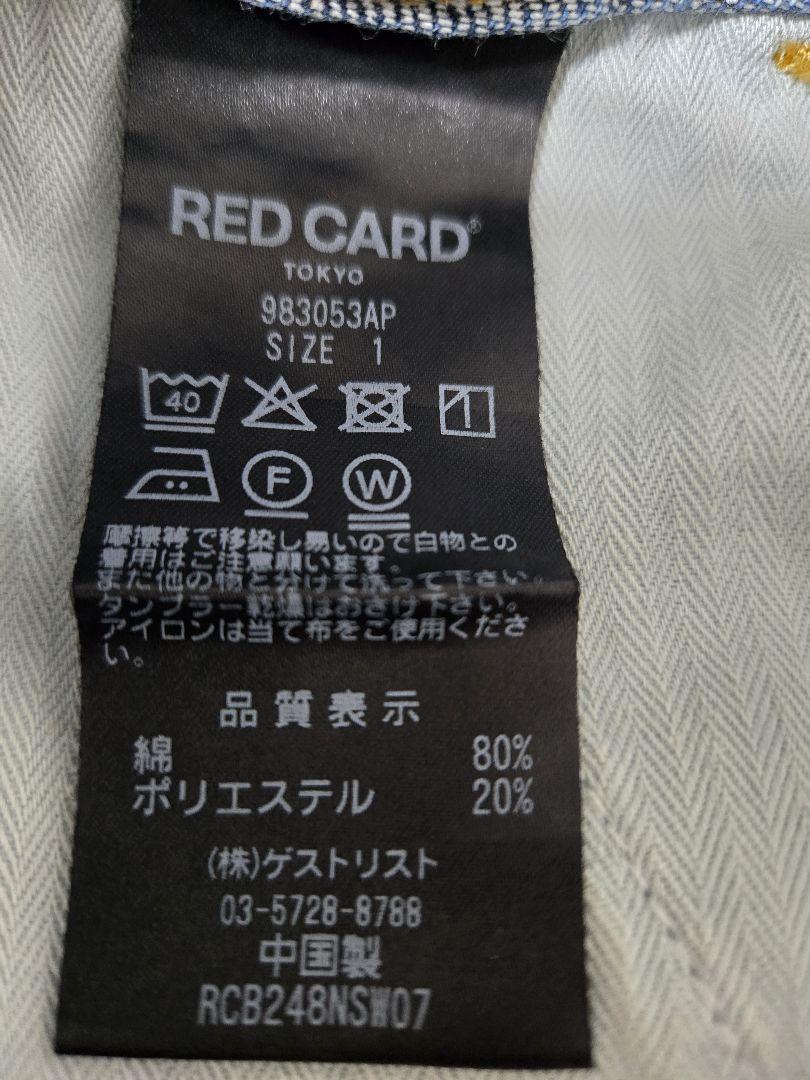 RED CARD®
TOKYO
983053AP
SIZE 1
40
F
W
摩擦等で移染し易いので白物との
着用はご注意願います。
また他の物と分けて洗って下さい。
タンブラー乾燥はおさけ下さい。
アイロンは当て布をご使用くださ
い。
品質表示
綿 80%
ポリエステル 20%
(株)ゲストリスト
03-5728-8788
中国製
RCB248NSW07